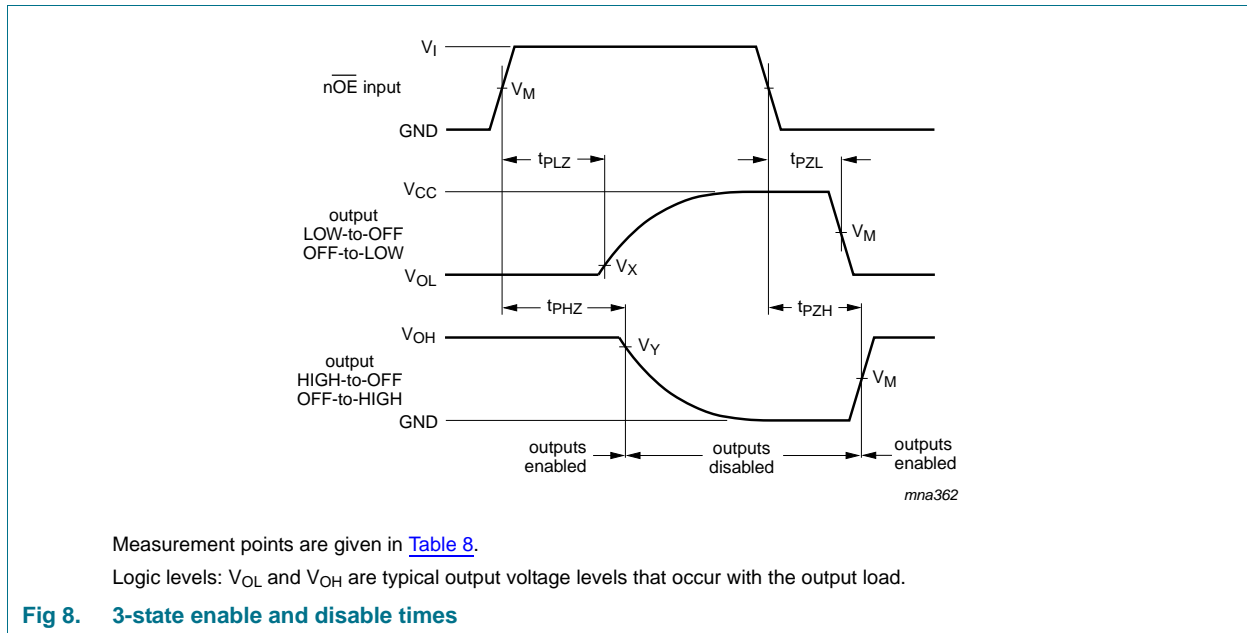 V_I
nOE input
V_M
GND
t_PLZ
t_PZL
V_CC
output
LOW-to-OFF
OFF-to-LOW
V_M
V_X
V_OL
t_PHZ
t_PZH
V_OH
V_Y
output
HIGH-to-OFF
OFF-to-HIGH
V_M
GND
outputs
enabled
outputs
disabled
outputs
enabled
mna362
Measurement points are given in Table 8.
Logic levels: V_OL and V_OH are typical output voltage levels that occur with the output load.
Fig 8. 3-state enable and disable times